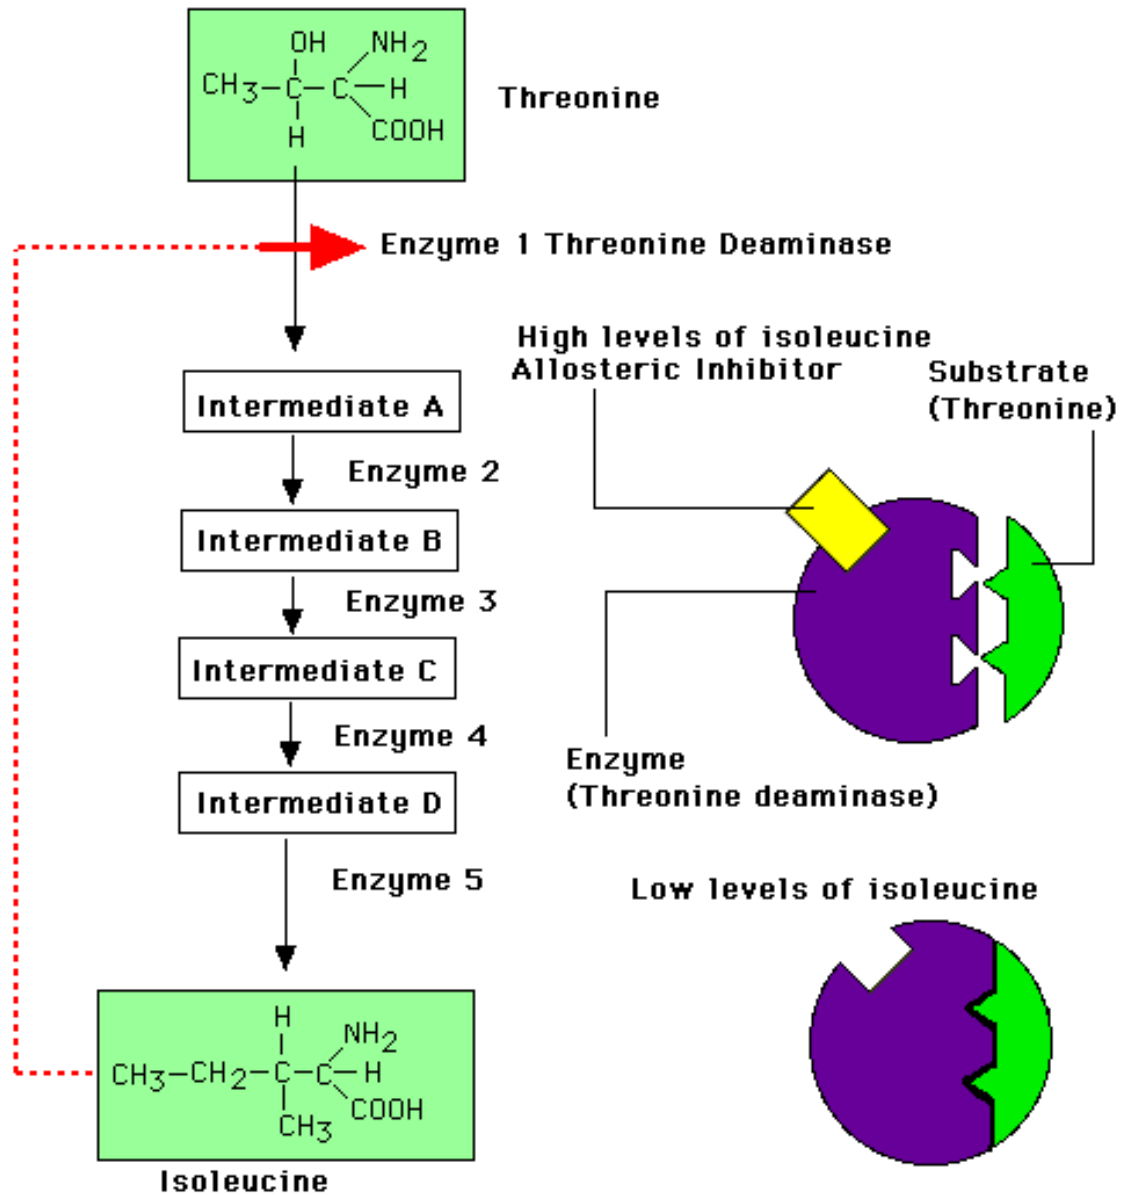 OH NH2
CH3-C-C-H
H COOH
Threonine
Enzyme 1 Threonine Deaminase
High levels of isoleucine
Allosteric Inhibitor
Substrate
(Threonine)
Intermediate A
Enzyme 2
Intermediate B
Enzyme 3
Intermediate C
Enzyme 4
Intermediate D
Enzyme
(Threonine deaminase)
Enzyme 5
Low levels of isoleucine
H NH2
CH3-CH2-C-C-H
COOH
CH3
Isoleucine